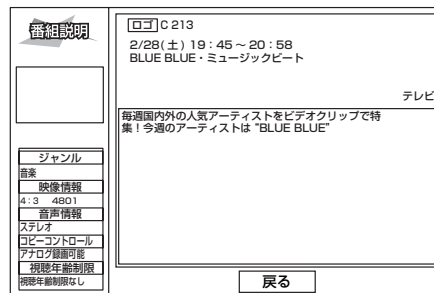 番組説明
ロゴ C 213
2/28(土) 19：45～20：58
BLUE BLUE・ミュージックビート
テレビ
毎週国内外の人気アーティストをビデオクリップで特
集！今週のアーティストは "BLUE BLUE"
ジャンル
音楽
映像情報
4：3 480i
音声情報
ステレオ
コピーコントロール
アナログ録画可能
視聴年齢制限
視聴年齢制限なし
戻る